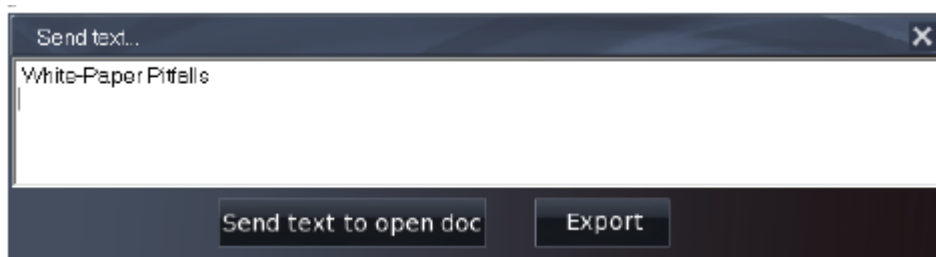 Send text...
White-Paper Pitfalls
Send text to open doc Export